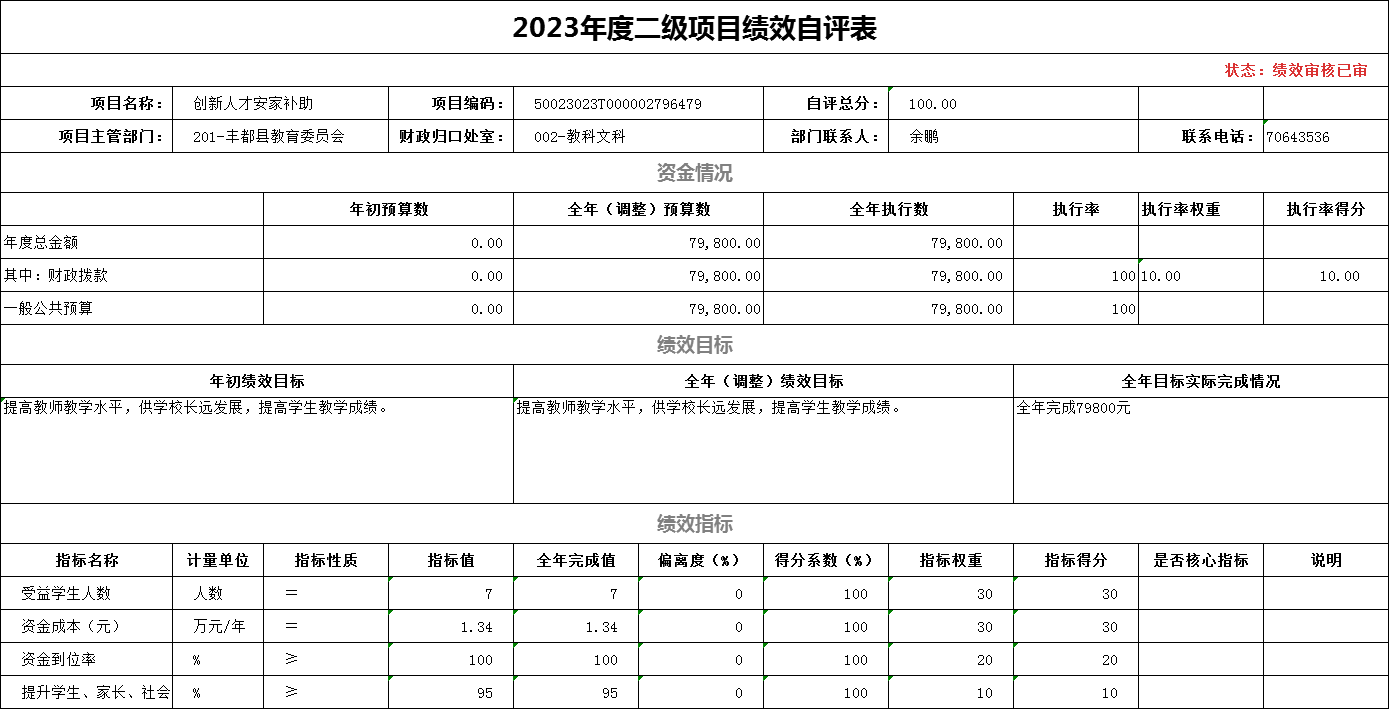 2023年度二级项目绩效自评表
状态：绩效审核已审
项目名称： 创新人才安家补助 项目编码： 50023023T000002796479 自评总分： 100.00
项目主管部门： 201-丰都县教育委员会 财政归口处室： 002-教科文科 部门联系人： 余鹏 联系电话： 70643536
资金情况
年初预算数 全年（调整）预算数 全年执行数 执行率 执行率权重 执行率得分
年度总金额 0.00 79,800.00 79,800.00
其中：财政拨款 0.00 79,800.00 79,800.00 100 10.00 10.00
一般公共预算 0.00 79,800.00 79,800.00 100
绩效目标
年初绩效目标 全年（调整）绩效目标 全年目标实际完成情况
提高教师教学水平，供学校长远发展，提高学生教学成绩。 提高教师教学水平，供学校长远发展，提高学生教学成绩。 全年完成79800元
绩效指标
指标名称 计量单位 指标性质 指标值 全年完成值 偏离度（%） 得分系数（%） 指标权重 指标得分 是否核心指标 说明
受益学生人数 人数 ＝ 7 7 0 100 30 30
资金成本（元） 万元/年 ＝ 1.34 1.34 0 100 30 30
资金到位率 % ≥ 100 100 0 100 20 20
提升学生、家长、社会 % ≥ 95 95 0 100 10 10